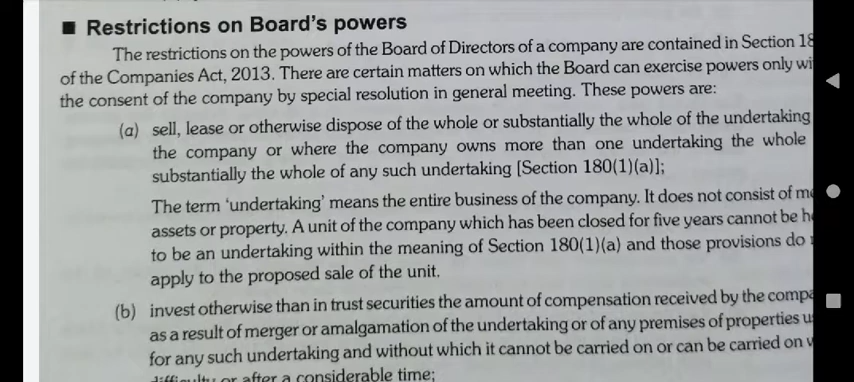 ■ Restrictions on Board's powers
The restrictions on the powers of the Board of Directors of a company are contained in Section 18
of the Companies Act, 2013. There are certain matters on which the Board can exercise powers only
the consent of the company by special resolution in general meeting. These powers are:
(a) sell, lease or otherwise dispose of the whole or substantially the whole of the undertaking
the company or where the company owns more than one undertaking the whole
substantially the whole of any such undertaking [Section 180(1)(a)];
The term 'undertaking' means the entire business of the company. It does not consist of
assets or property. A unit of the company which has been closed for five years cannot be
to be an undertaking within the meaning of Section 180(1)(a) and those provisions do
apply to the proposed sale of the unit.
(b) invest otherwise than in trust securities the amount of compensation received by the
as a result of merger or amalgamation of the undertaking or of any premises of properties
for any such undertaking and without which it cannot be carried on or can be carried on
difficulty or after a considerable time;